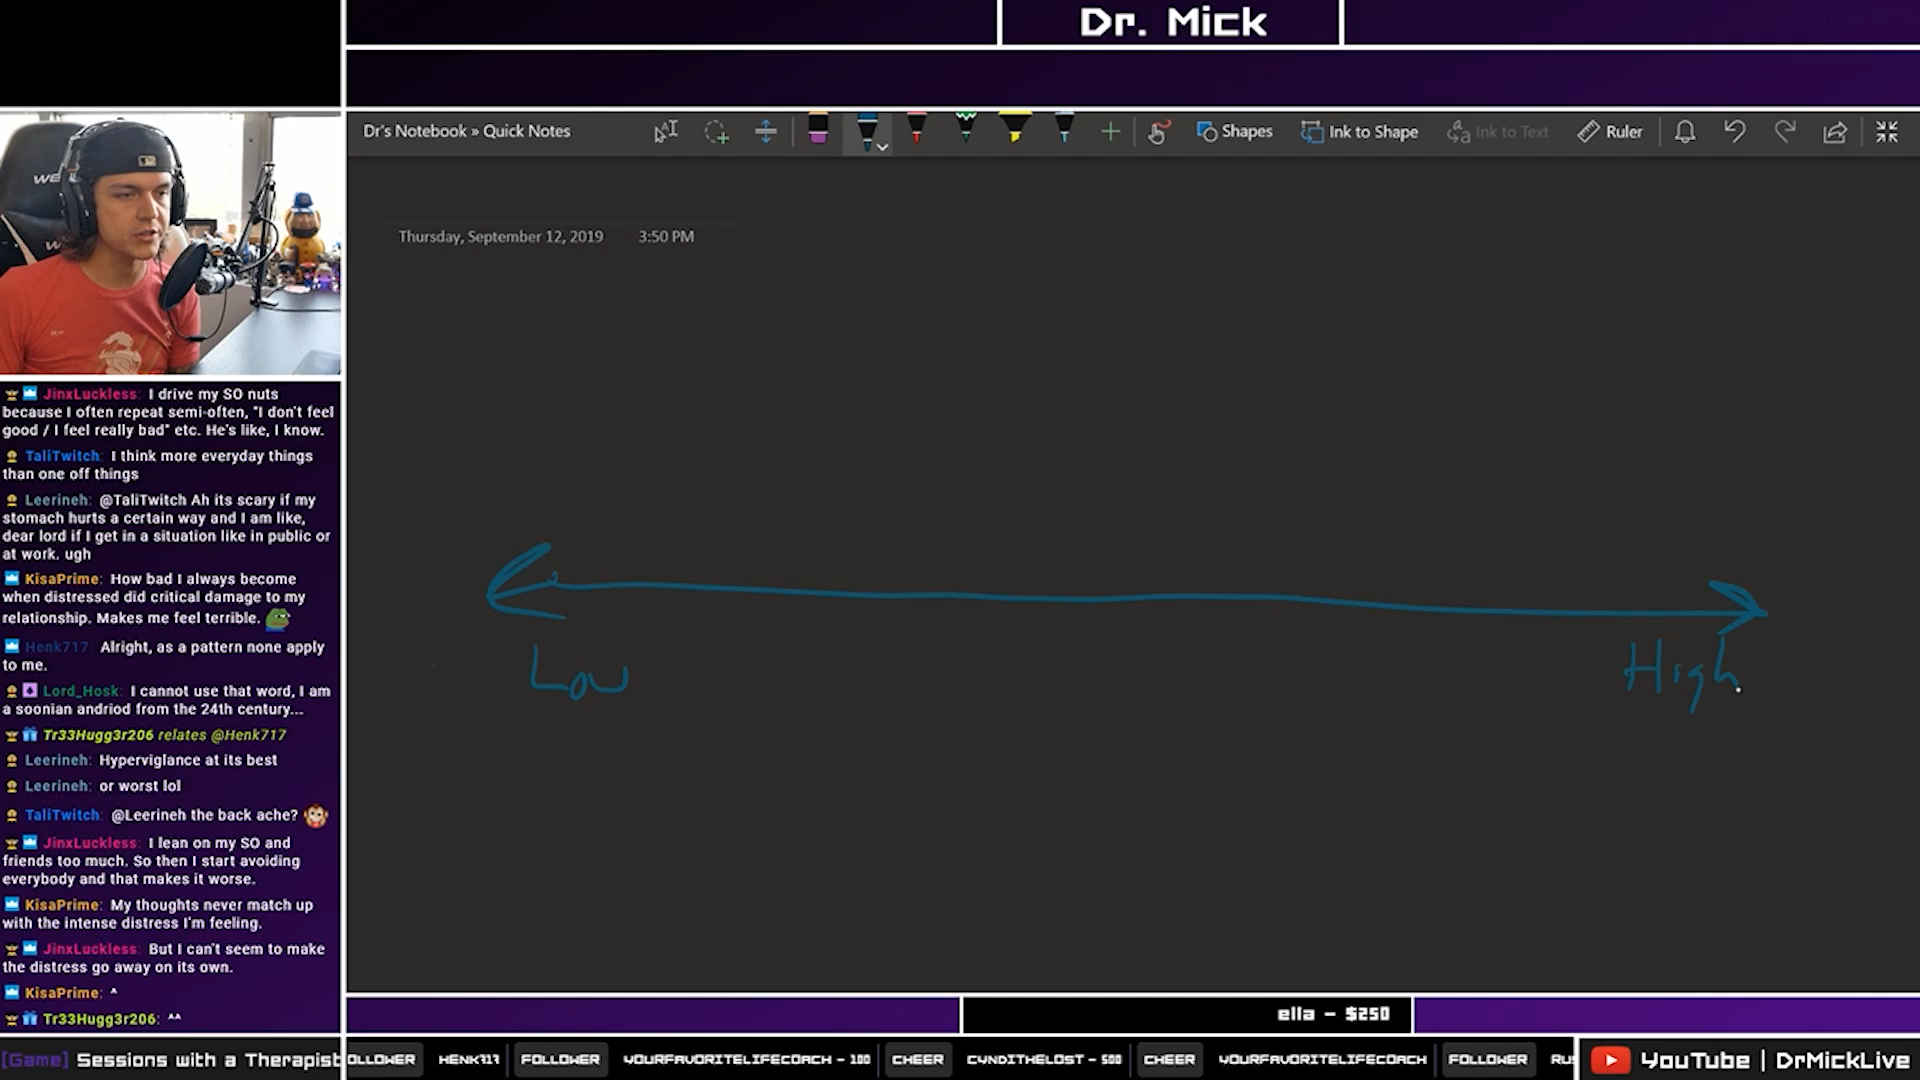 Dr. Mick
Dr's Notebook » Quick Notes
Shapes
Ink to Shape
Ink to Text
Ruler
Thursday, September 12, 2019 3:50 PM
Low
High
JinxLuckless: I drive my SO nuts
because I often repeat semi-often, "I don't feel
good / I feel really bad" etc. He's like, I know.
TaliTwitch: I think more everyday things
than one off things
Leerineh: @TaliTwitch Ah its scary if my
stomach hurts a certain way and I am like,
dear lord if I get in a situation like in public or
at work. ugh
KisaPrime: How bad I always become
when distressed did critical damage to my
relationship. Makes me feel terrible.
Henk717: Alright, as a pattern none apply
to me.
Lord_Hosk: I cannot use that word, I am
a soonian andriod from the 24th century...
Tr33Hugg3r206 relates @Henk717
Leerineh: Hyperviglance at its best
Leerineh: or worst lol
TaliTwitch: @Leerineh the back ache?
JinxLuckless: I lean on my SO and
friends too much. So then I start avoiding
everybody and that makes it worse.
KisaPrime: My thoughts never match up
with the intense distress I'm feeling.
JinxLuckless: But I can't seem to make
the distress go away on its own.
KisaPrime: ^
Tr33Hugg3r206: ^^
ella - $250
[Game] Sessions with a Therapist
OLLOWER HENK717 FOLLOWER YOURFAVORITELIFECOACH - 100 CHEER CYNDITHELOST - 500 CHEER YOURFAVORITELIFECOACH FOLLOWER RUS
YouTube | DrMickLive